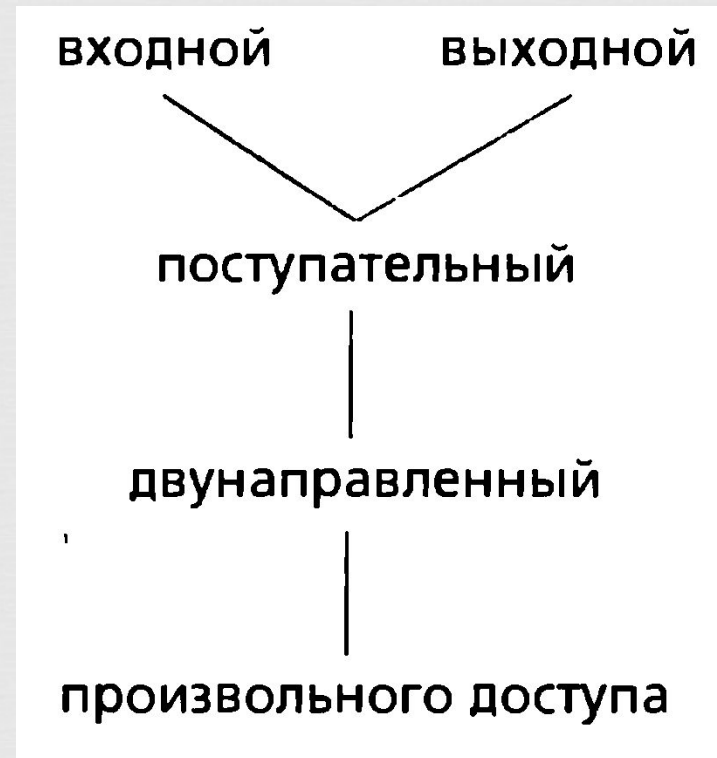 входной выходной
поступательный
двунаправленный
произвольного доступа